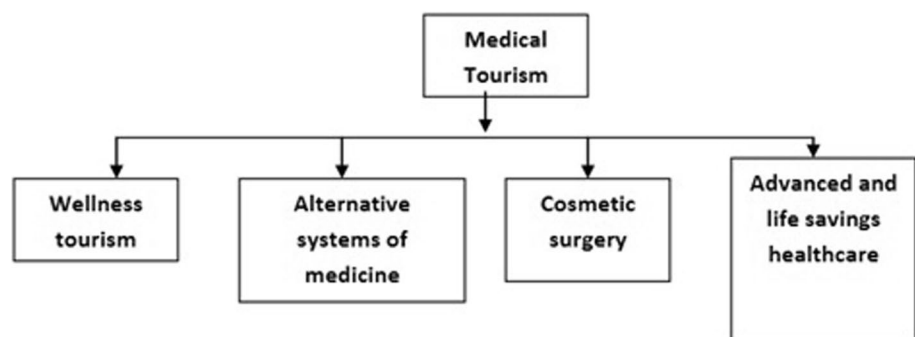 Medical
Tourism
Wellness
tourism
Alternative
systems of
medicine
Cosmetic
surgery
Advanced and
life savings
healthcare